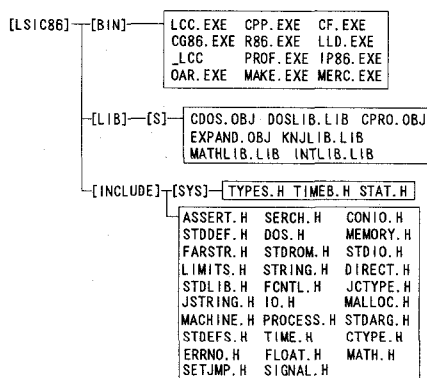 [LSIC86] [BIN] LCC.EXE CPP.EXE CF.EXE
CG86.EXE R86.EXE LLD.EXE
_LCC PROF.EXE IP86.EXE
OAR.EXE MAKE.EXE MERC.EXE
[LIB] [S] CDOS.OBJ DOSLIB.LIB CPRO.OBJ
EXPAND.OBJ KNJLIB.LIB
MATHLIB.LIB INTLIB.LIB
[INCLUDE] [SYS] TYPES.H TIMEB.H STAT.H
ASSERT.H SERCH.H CONIO.H
STDDEF.H DOS.H MEMORY.H
FARSTR.H STDROM.H STDIO.H
LIMITS.H STRING.H DIRECT.H
STDLIB.H FCNTL.H JCTYPE.H
JSTRING.H IO.H MALLOC.H
MACHINE.H PROCESS.H STDARG.H
STDEFS.H TIME.H CTYPE.H
ERRNO.H FLOAT.H MATH.H
SETJMP.H SIGNAL.H